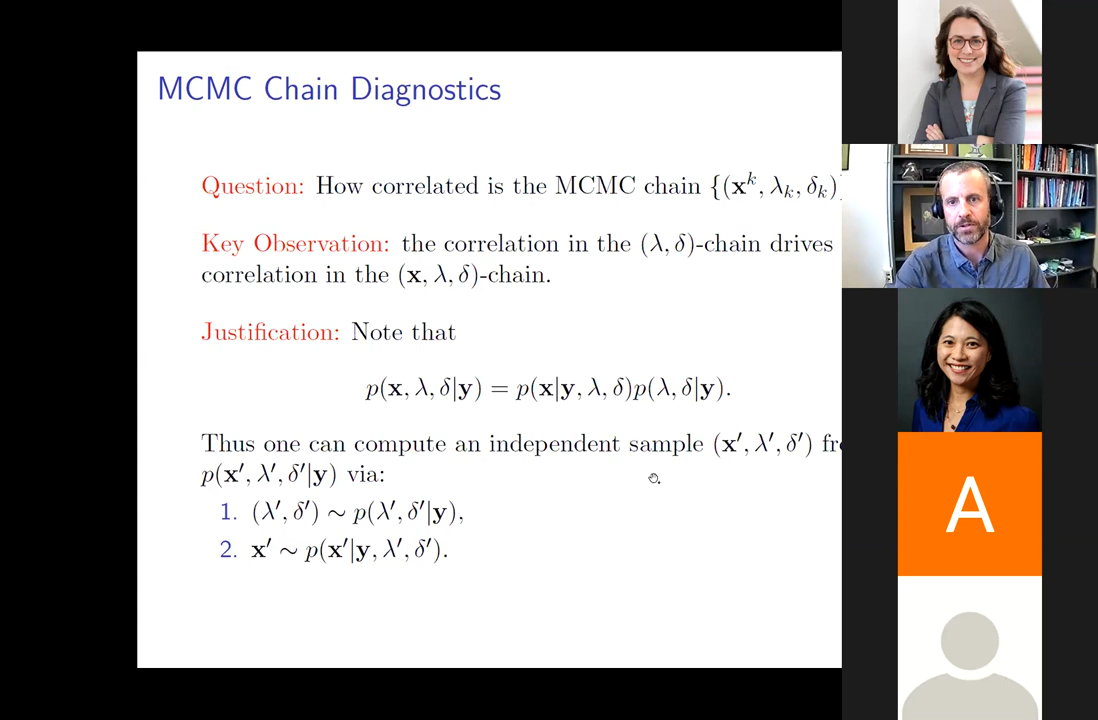 MCMC Chain Diagnostics
Question: How correlated is the MCMC chain {(x^k, λ_k, δ_k)
Key Observation: the correlation in the (λ, δ)-chain drives
correlation in the (x, λ, δ)-chain.
Justification: Note that
p(x, λ, δ|y) = p(x|y, λ, δ)p(λ, δ|y).
Thus one can compute an independent sample (x′, λ′, δ′)
p(x′, λ′, δ′|y) via:
1. (λ′, δ′) ∼ p(λ′, δ′|y),
2. x′ ∼ p(x′|y, λ′, δ′).
A